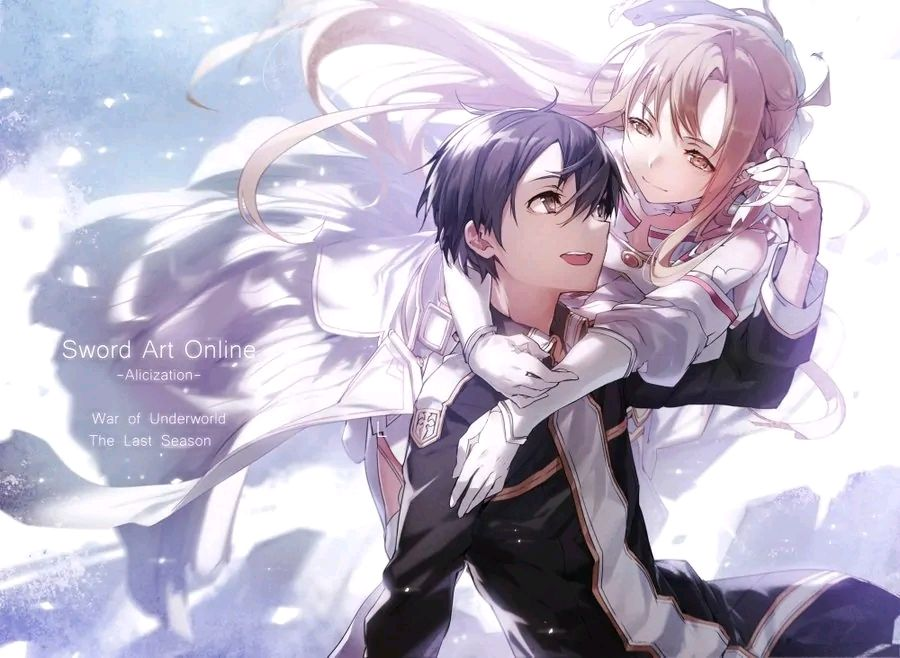 Sword Art Online
-Alicization-
War of Underworld
The Last Season